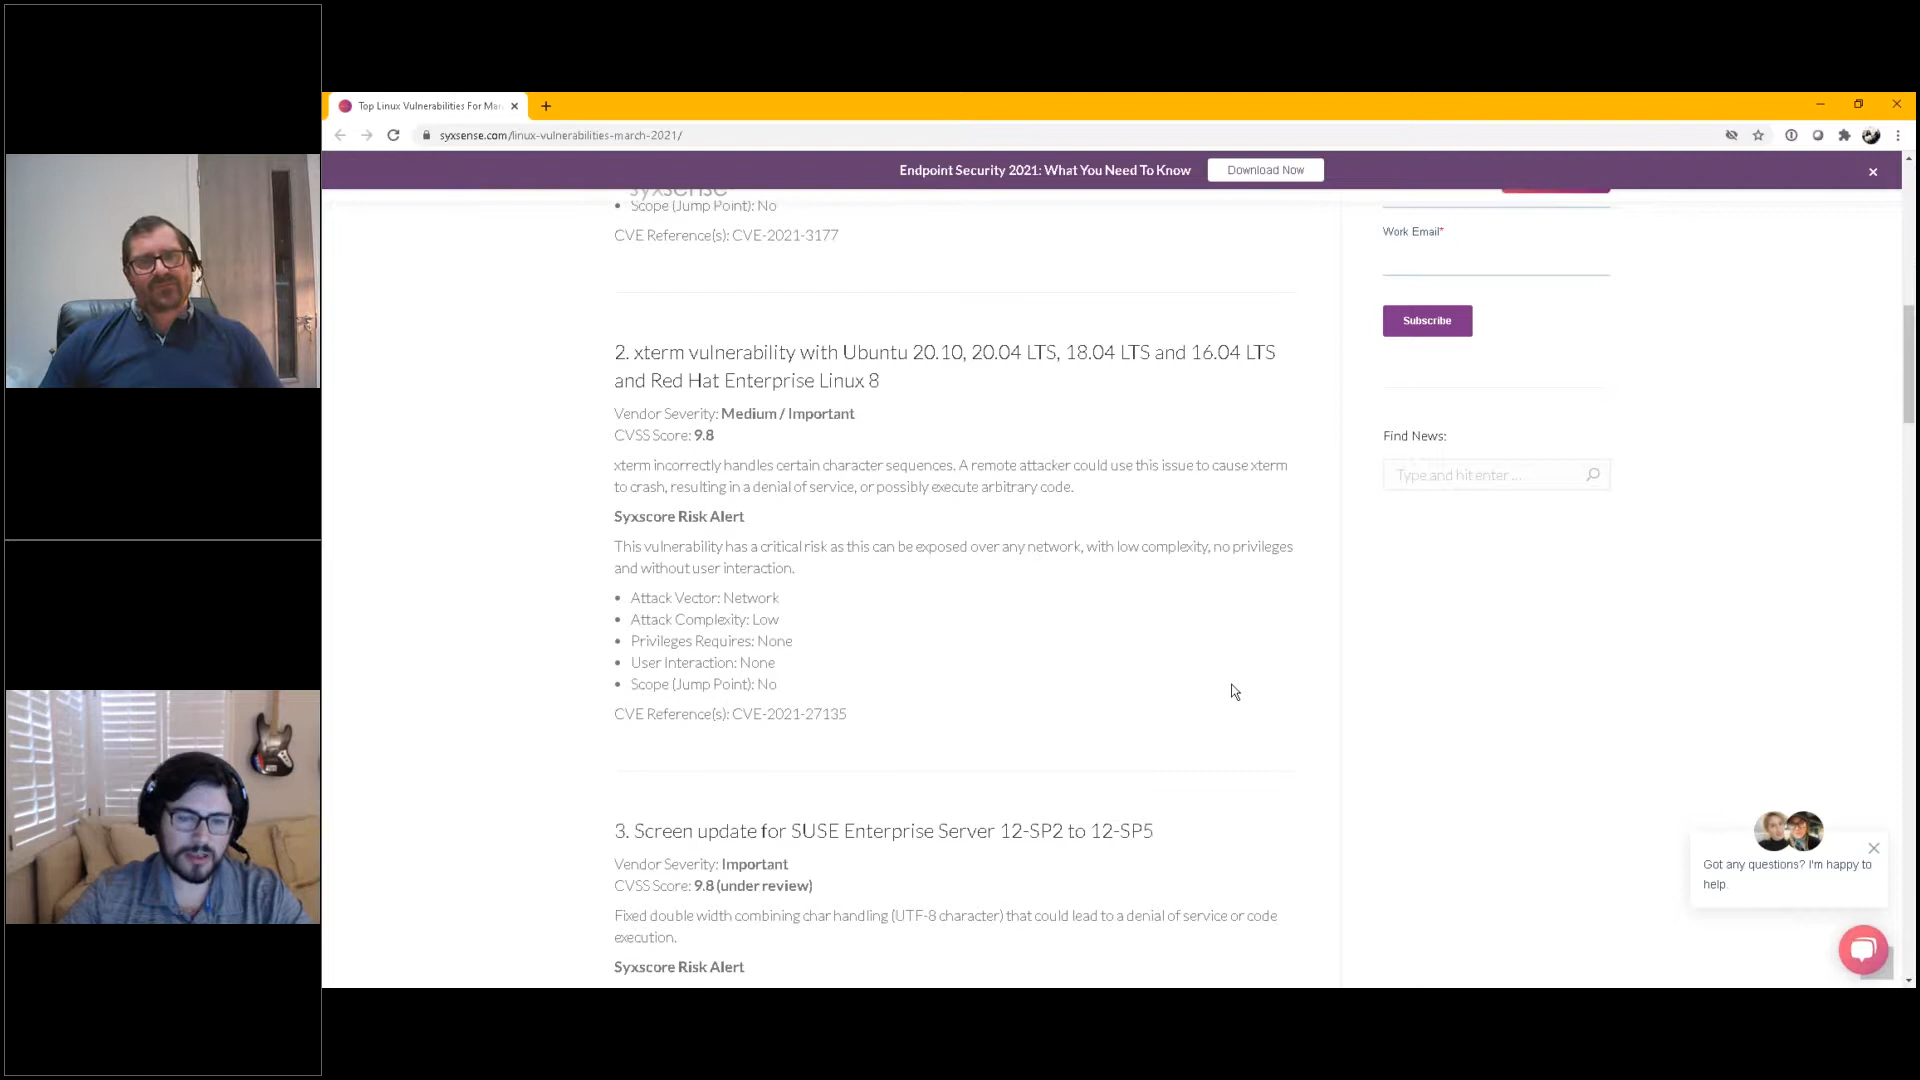 Top Linux Vulnerabilities For Mar
syxsense.com/linux-vulnerabilities-march-2021/
Endpoint Security 2021: What You Need To Know
Download Now
syxsense
Scope (Jump Point): No
CVE Reference(s): CVE-2021-3177
Work Email*
Subscribe
2. xterm vulnerability with Ubuntu 20.10, 20.04 LTS, 18.04 LTS and 16.04 LTS
and Red Hat Enterprise Linux 8
Vendor Severity: Medium / Important
CVSS Score: 9.8
xterm incorrectly handles certain character sequences. A remote attacker could use this issue to cause xterm
to crash, resulting in a denial of service, or possibly execute arbitrary code.
Syxscore Risk Alert
This vulnerability has a critical risk as this can be exposed over any network, with low complexity, no privileges
and without user interaction.
Attack Vector: Network
Attack Complexity: Low
Privileges Requires: None
User Interaction: None
Scope (Jump Point): No
CVE Reference(s): CVE-2021-27135
Find News:
Type and hit enter ...
3. Screen update for SUSE Enterprise Server 12-SP2 to 12-SP5
Vendor Severity: Important
CVSS Score: 9.8 (under review)
Fixed double width combining char handling (UTF-8 character) that could lead to a denial of service or code
execution.
Syxscore Risk Alert
Got any questions? I'm happy to
help.